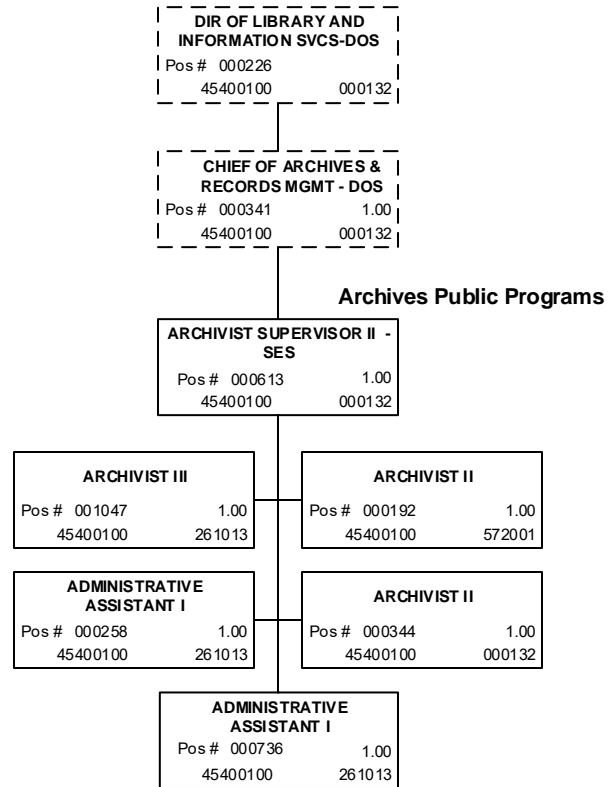 DIR OF LIBRARY AND
INFORMATION SVCS-DOS
Pos # 000226
45400100 000132
CHIEF OF ARCHIVES &
RECORDS MGMT - DOS
Pos # 000341 1.00
45400100 000132
Archives Public Programs
ARCHIVIST SUPERVISOR II -
SES
Pos # 000613 1.00
45400100 000132
ARCHIVIST III
Pos # 001047 1.00
45400100 261013
ARCHIVIST II
Pos # 000192 1.00
45400100 572001
ADMINISTRATIVE
ASSISTANT I
Pos # 000258 1.00
45400100 261013
ARCHIVIST II
Pos # 000344 1.00
45400100 000132
ADMINISTRATIVE
ASSISTANT I
Pos # 000736 1.00
45400100 261013